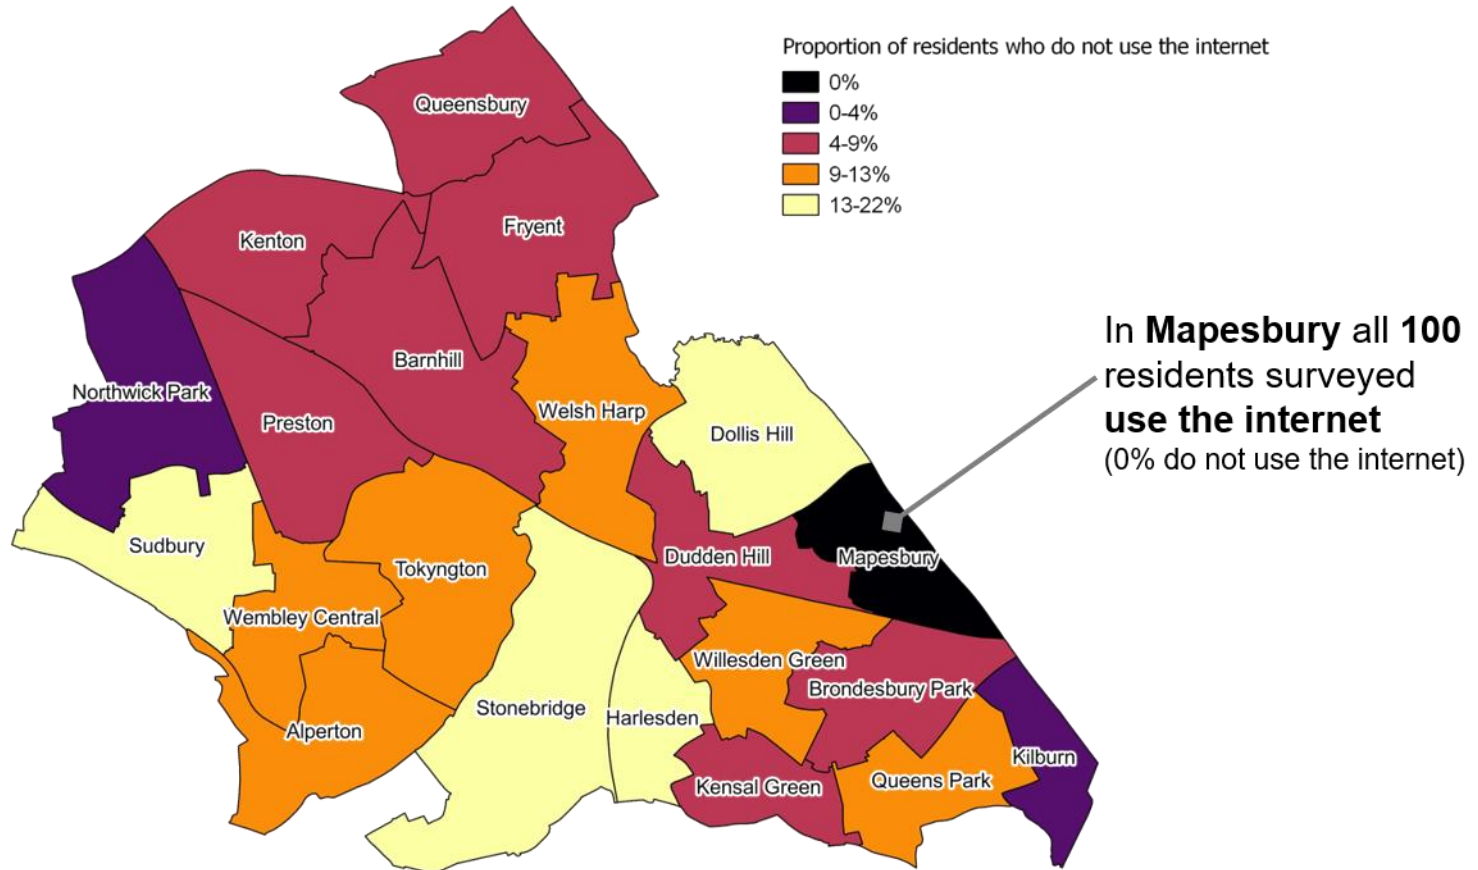 Proportion of residents who do not use the internet
0%
0-4%
4-9%
9-13%
13-22%
Queensbury
Fryent
Kenton
Barnhill
Northwick Park
Preston
Welsh Harp
Dollis Hill
In Mapesbury all 100
residents surveyed
use the internet
(0% do not use the internet)
Sudbury
Tokyngton
Dudden Hill
Mapesbury
Wembley Central
Willesden Green
Brondesbury Park
Stonebridge
Harlesden
Alperton
Kilburn
Kensal Green
Queens Park